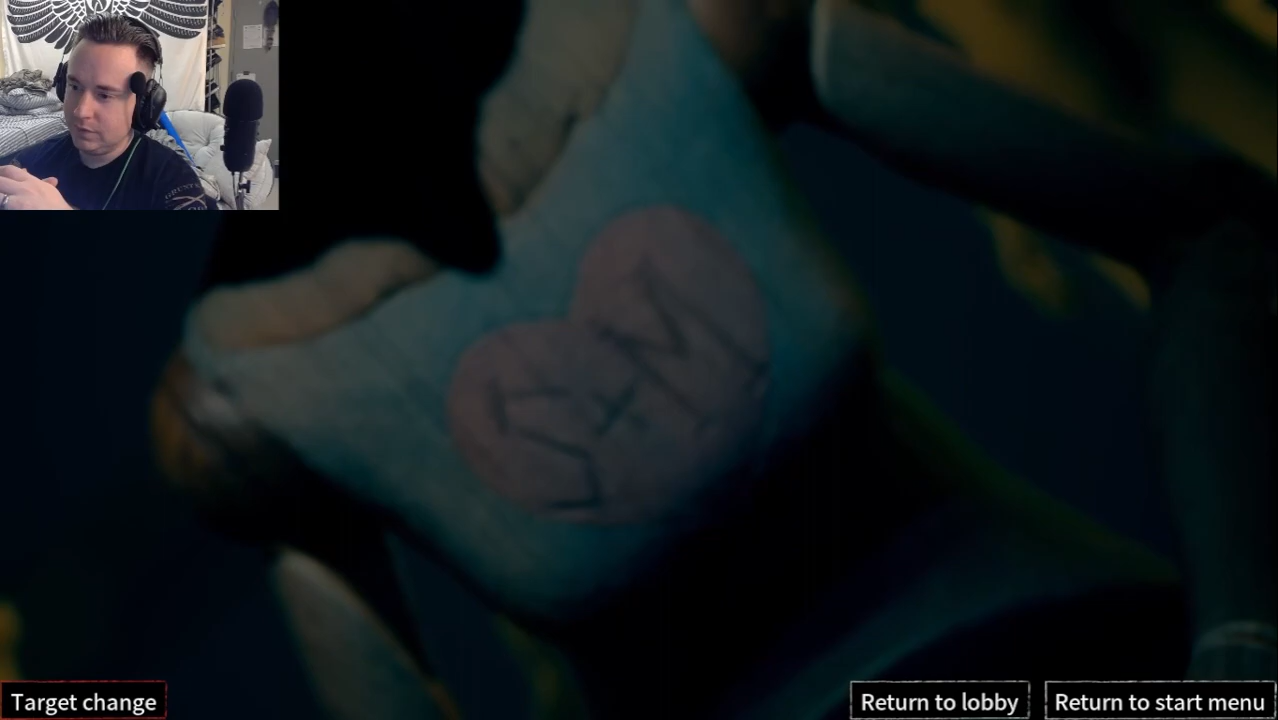 J + M
Target change
Return to lobby
Return to start menu